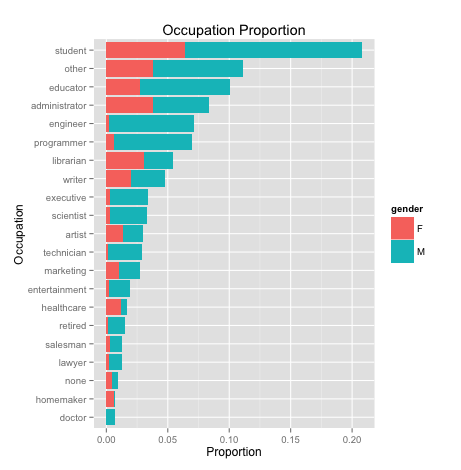 Occupation Proportion
student
other
educator
administrator
engineer
programmer
librarian
writer
executive
scientist
artist
technician
marketing
entertainment
healthcare
retired
salesman
lawyer
none
homemaker
doctor
Occupation
0.00 0.05 0.10 0.15 0.20
Proportion
gender
F
M